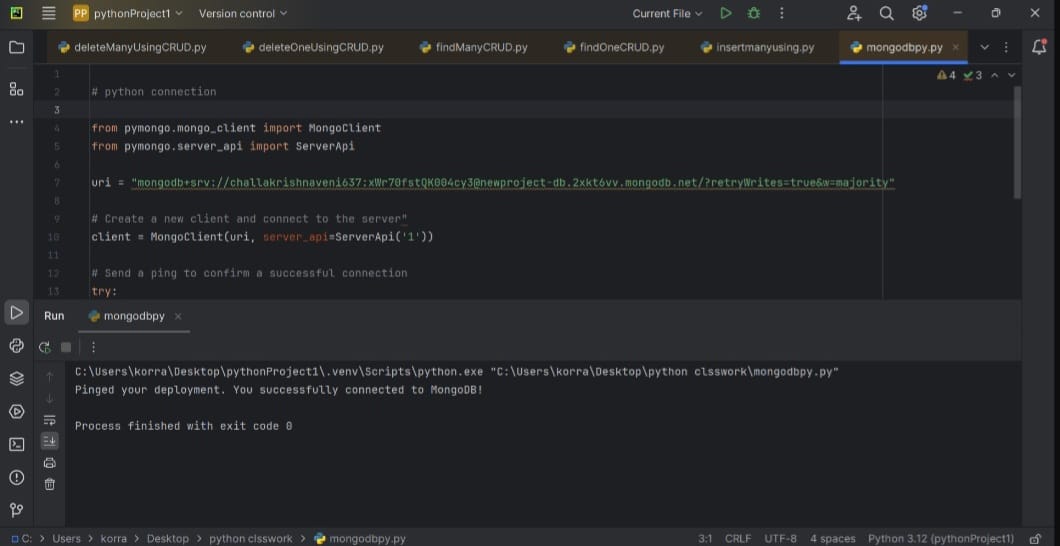 PP pythonProject1 Version control Current File
deleteManyUsingCRUD.py deleteOneUsingCRUD.py findManyCRUD.py findOneCRUD.py insertmanyusing.py mongodbpy.py
1 4 3
2 # python connection
3
4 from pymongo.mongo_client import MongoClient
5 from pymongo.server_api import ServerApi
6
7 uri = "mongodb+srv://challakrishnaveni637:xWr70fstQK004cy3@newproject-db.2xkt6vv.mongodb.net/?retryWrites=true&w=majority"
8
9 # Create a new client and connect to the server"
10 client = MongoClient(uri, server_api=ServerApi('1'))
11
12 # Send a ping to confirm a successful connection
13 try:
Run mongodbpy
C:\Users\korra\Desktop\pythonProject1\.venv\Scripts\python.exe "C:\Users\korra\Desktop\python clsswork\mongodbpy.py"
Pinged your deployment. You successfully connected to MongoDB!
Process finished with exit code 0
C: > Users > korra > Desktop > python clsswork > mongodbpy.py 3:1 CRLF UTF-8 4 spaces Python 3.12 (pythonProject1)